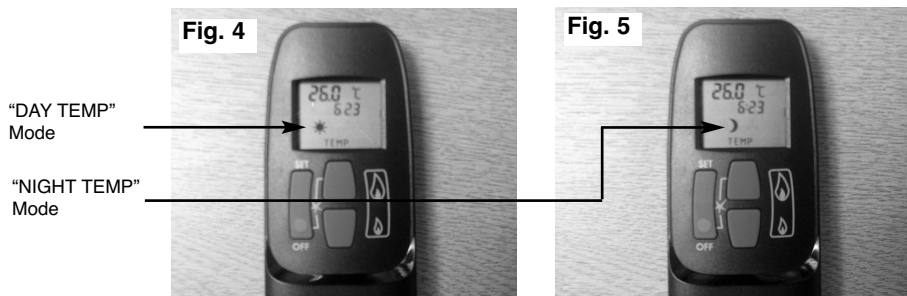 Fig. 4
Fig. 5
“DAY TEMP”
Mode
“NIGHT TEMP”
Mode
26.0 °C
6:23
TEMP
SET
OFF
26.0 °C
6:23
TEMP
SET
OFF